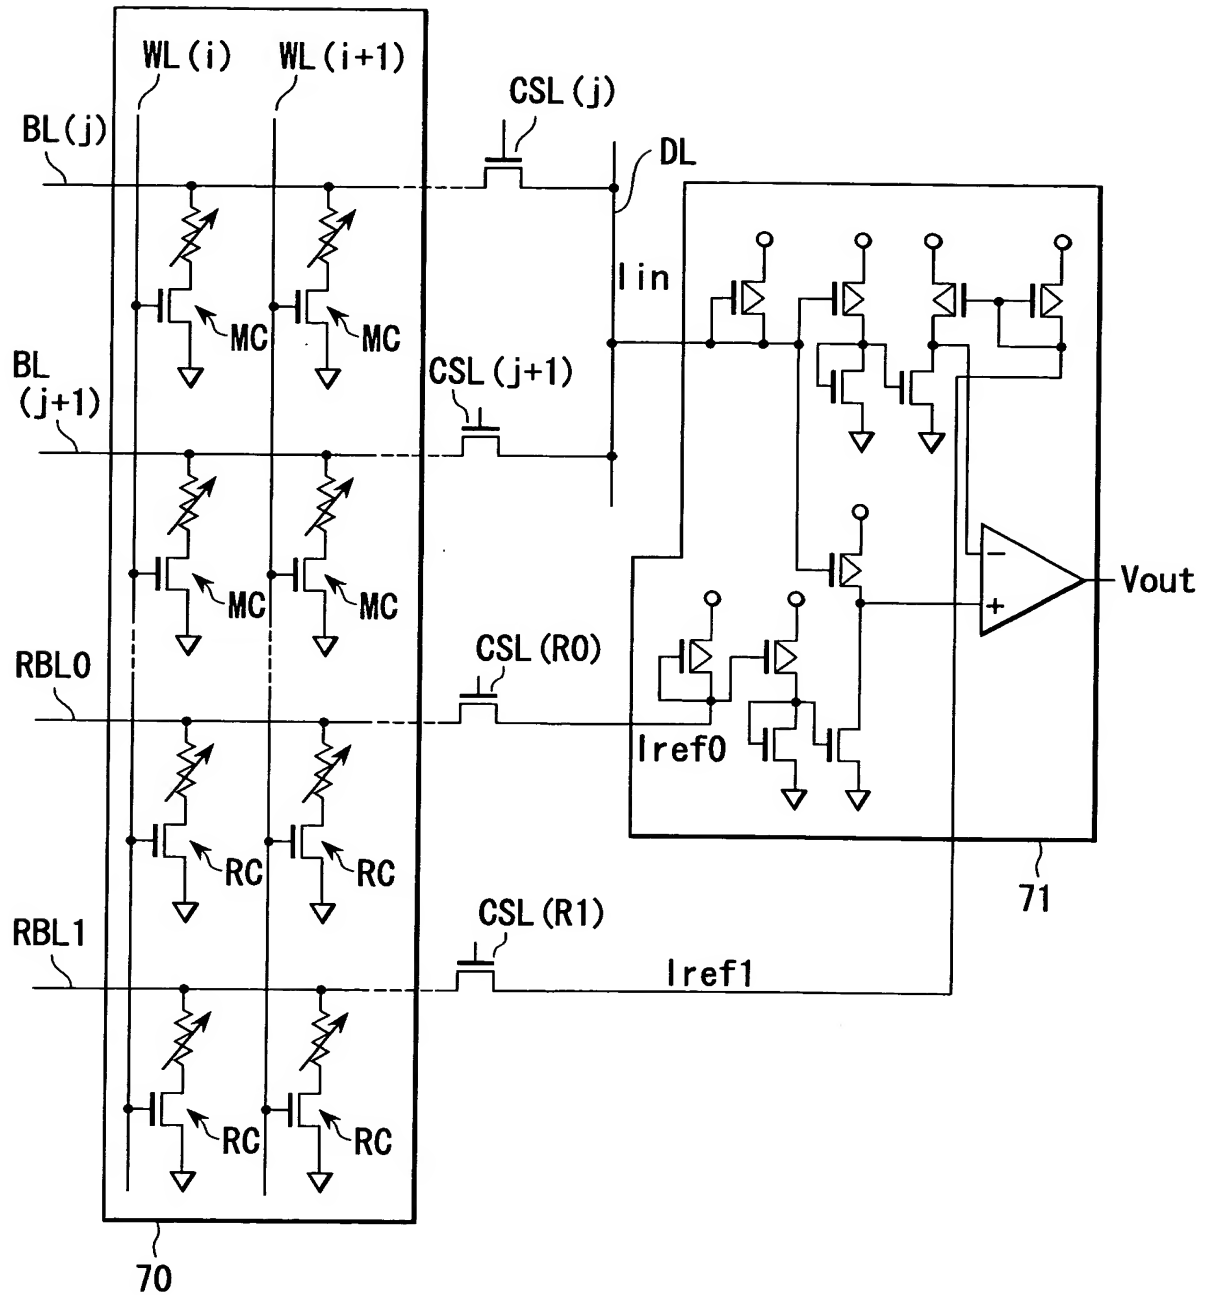 WL(i)
WL(i+1)
CSL(j)
BL(j)
DL
Iin
MC
MC
BL
(j+1)
CSL(j+1)
MC
MC
−
+
Vout
RBL0
CSL(R0)
Iref0
RC
RC
71
RBL1
CSL(R1)
Iref1
RC
RC
70